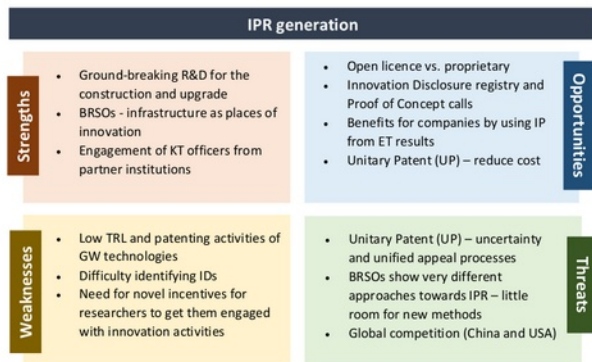 IPR generation
Strengths
• Ground-breaking R&D for the
construction and upgrade
• BRSOs - infrastructure as places of
innovation
• Engagement of KT officers from
partner institutions
• Open licence vs. proprietary
• Innovation Disclosure registry and
Proof of Concept calls
• Benefits for companies by using IP
from ET results
• Unitary Patent (UP) – reduce cost
Opportunities
Weaknesses
• Low TRL and patenting activities of
GW technologies
• Difficulty identifying IDs
• Need for novel incentives for
researchers to get them engaged
with innovation activities
• Unitary Patent (UP) – uncertainty
and unified appeal processes
• BRSOs show very different
approaches towards IPR – little
room for new methods
• Global competition (China and USA)
Threats